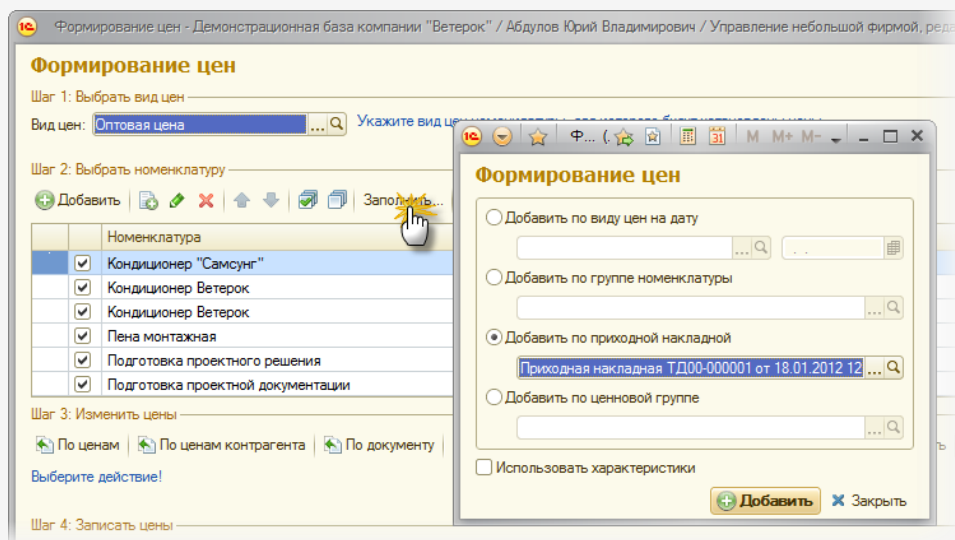 Формирование цен - Демонстрационная база компании "Ветерок" / Абдулов Юрий Владимирович / Управление небольшой фирмой,
Формирование цен
Шаг 1: Выбрать вид цен
Вид цен: Оптовая цена ... Укажите вид
Шаг 2: Выбрать номенклатуру
Добавить Заполнить...
Номенклатура
Кондиционер "Самсунг"
Кондиционер Ветерок
Кондиционер Ветерок
Пена монтажная
Подготовка проектного решения
Подготовка проектной документации
Шаг 3: Изменить цены
По ценам По ценам контрагента По документу
Выберите действие!
Шаг 4: Записать цены
Ф... (. 31 M M+ M-
Формирование цен
Добавить по виду цен на дату
... . .
Добавить по группе номенклатуры
...
Добавить по приходной накладной
Приходная накладная ТД00-000001 от 18.01.2012 12 ...
Добавить по ценовой группе
...
Использовать характеристики
Добавить Закрыть